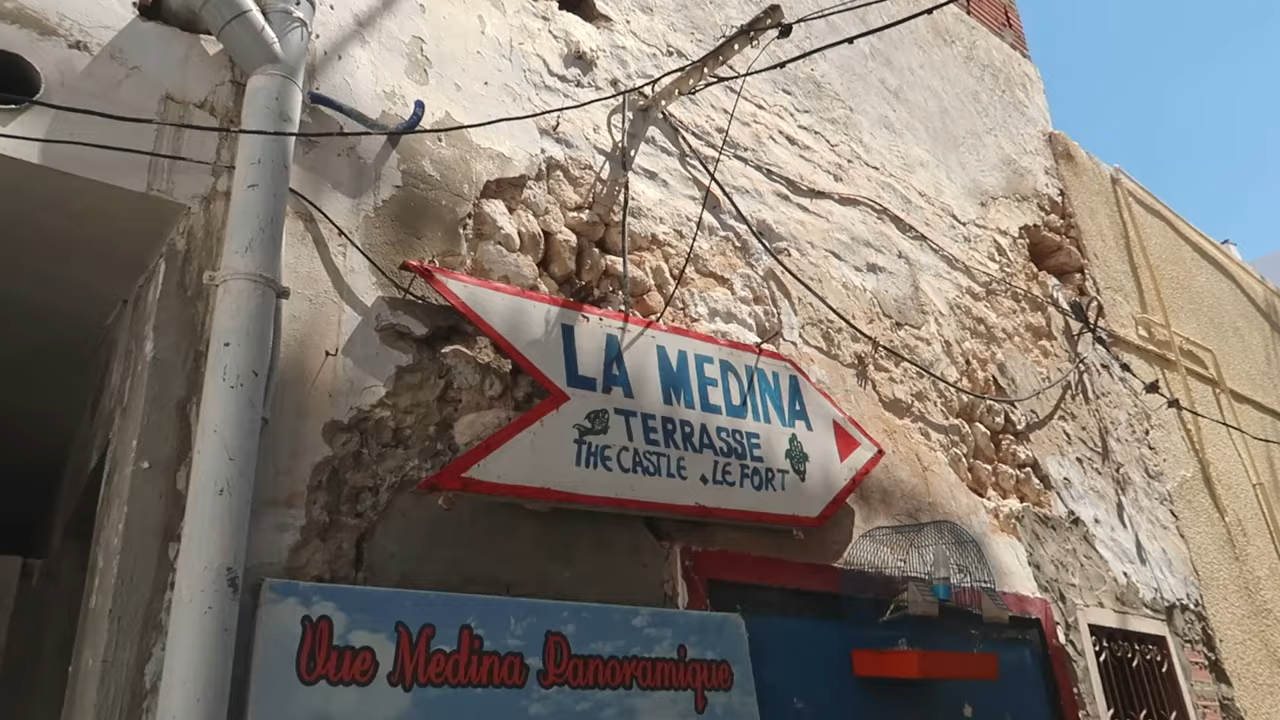 LA MEDINA
TERRASSE
THE CASTLE . LE FORT
Vue Medina Panoramique